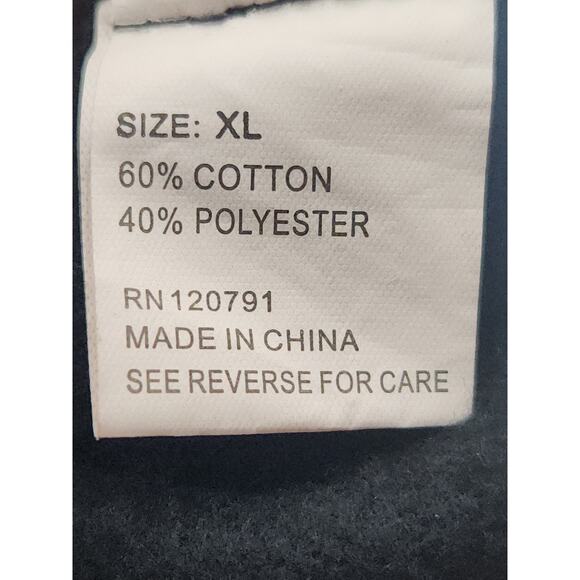 SIZE: XL
60% COTTON
40% POLYESTER
RN 120791
MADE IN CHINA
SEE REVERSE FOR CARE